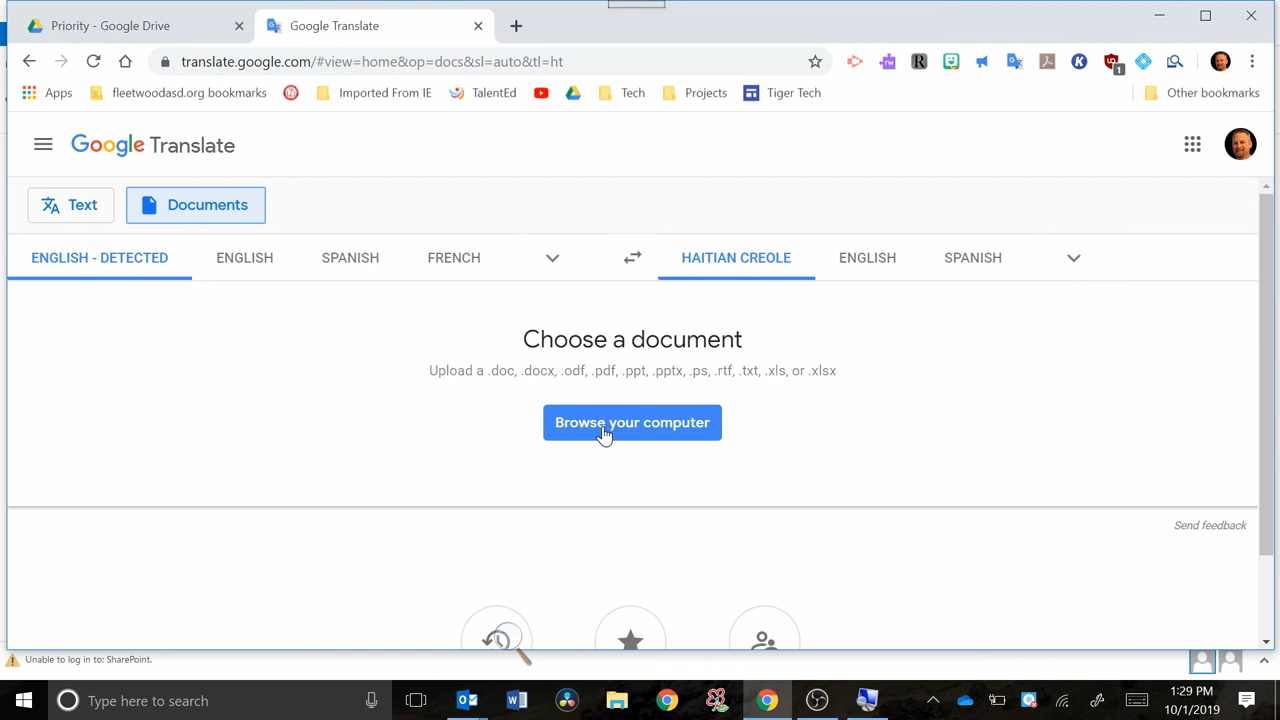 Priority - Google Drive
Google Translate
translate.google.com/#view=home&op=docs&sl=auto&tl=ht
1
Apps
fleetwoodasd.org bookmarks
Imported From IE
TalentEd
Tech
Projects
Tiger Tech
Other bookmarks
Google Translate
Text
Documents
ENGLISH - DETECTED
ENGLISH
SPANISH
FRENCH
HAITIAN CREOLE
ENGLISH
SPANISH
Choose a document
Upload a .doc, .docx, .odf, .pdf, .ppt, .pptx, .ps, .rtf, .txt, .xls, or .xlsx
Browse your computer
Send feedback
Unable to log in to: SharePoint.
Type here to search
1:29 PM
10/1/2019